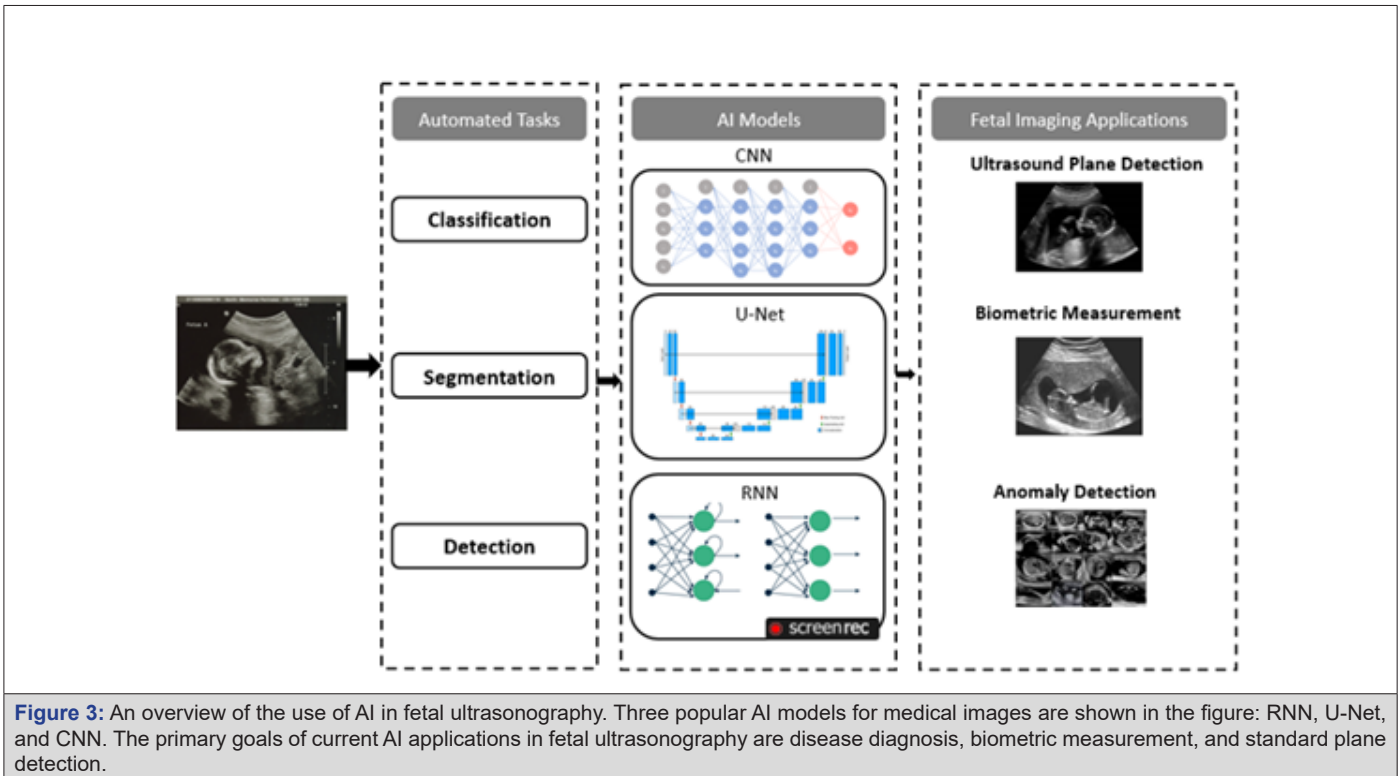 Automated Tasks
Classification
Segmentation
Detection
AI Models
CNN
U-Net
RNN
screenrec
Fetal Imaging Applications
Ultrasound Plane Detection
Biometric Measurement
Anomaly Detection
Figure 3: An overview of the use of AI in fetal ultrasonography. Three popular AI models for medical images are shown in the figure: RNN, U-Net,
and CNN. The primary goals of current AI applications in fetal ultrasonography are disease diagnosis, biometric measurement, and standard plane
detection.